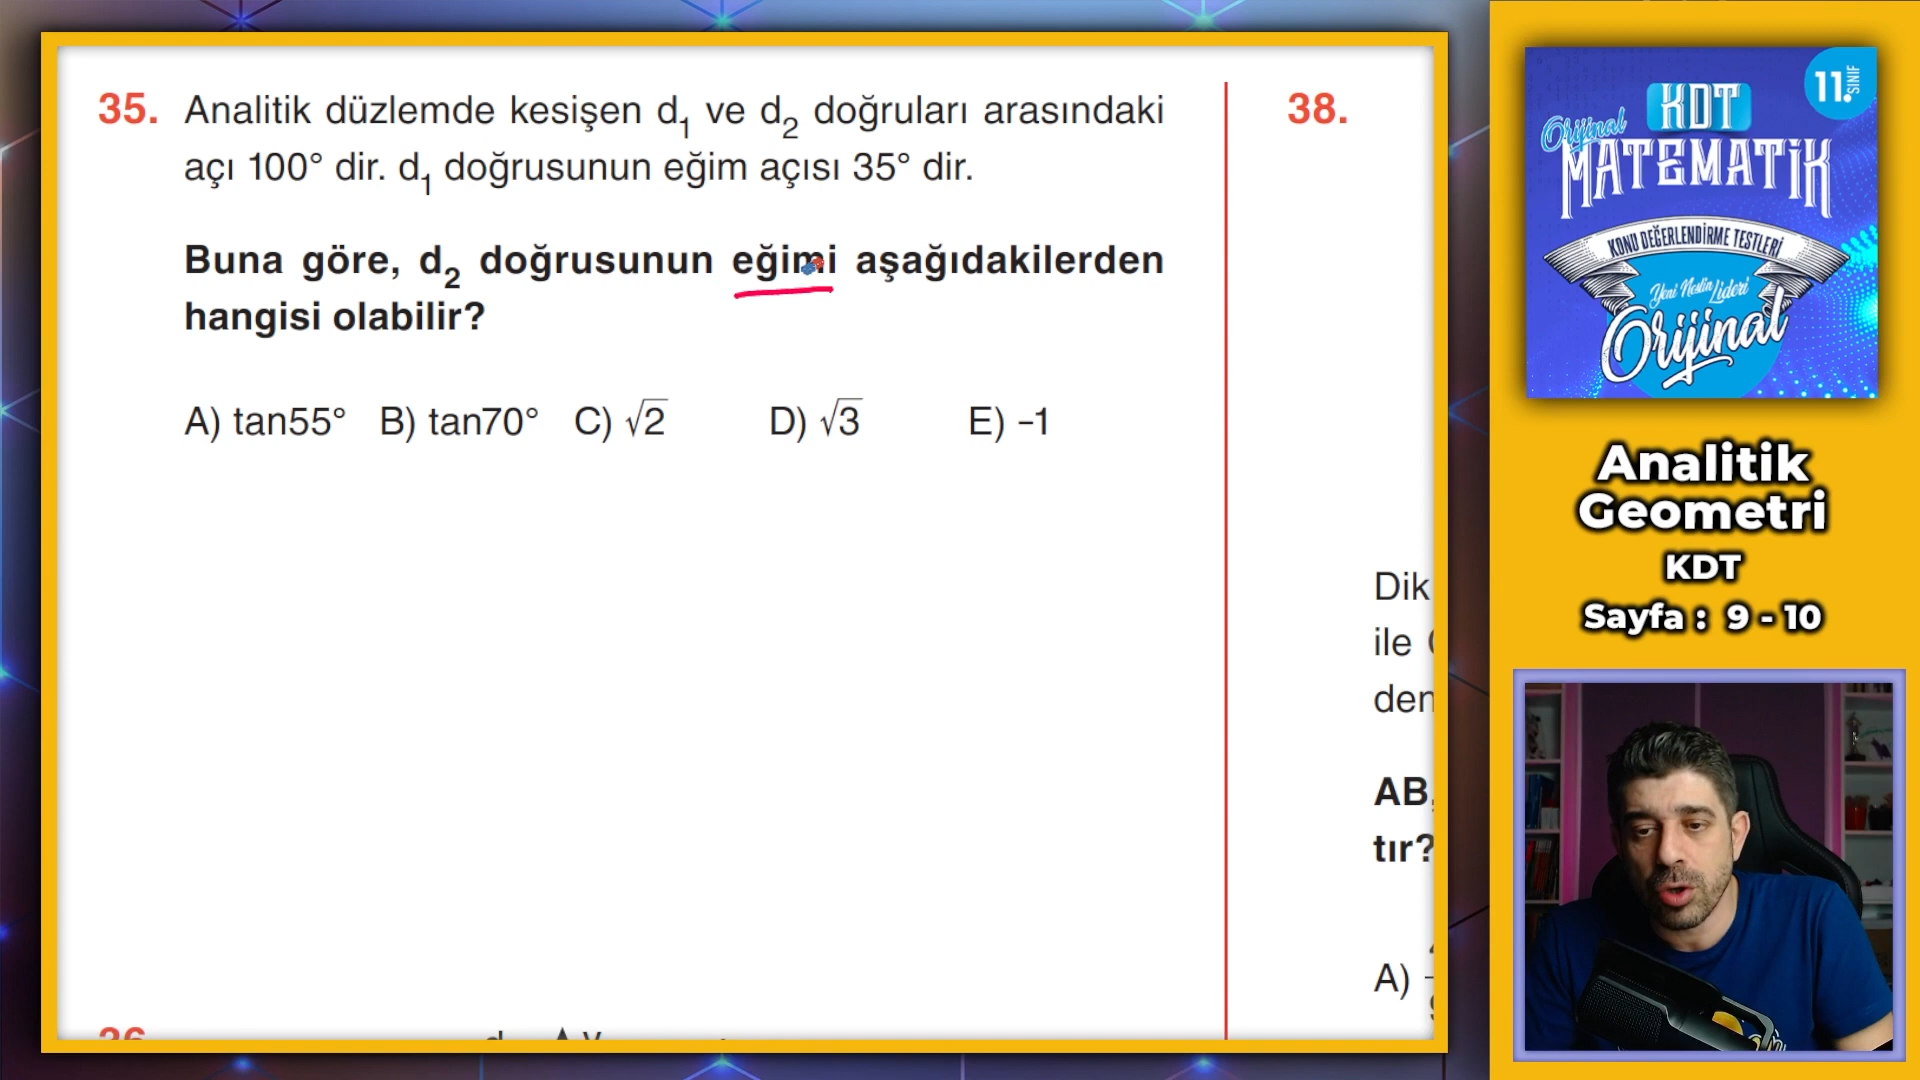 35. Analitik düzlemde kesişen d₁ ve d₂ doğruları arasındaki
açı 100° dir. d₁ doğrusunun eğim açısı 35° dir.
Buna göre, d₂ doğrusunun eğimi aşağıdakilerden
hangisi olabilir?
A) tan55° B) tan70° C) √2 D) √3 E) –1
38.
Dik
ile
den
AB,
tır?
A)
11. SINIF
KDT
Orijinal
MATEMATİK
KONU DEĞERLENDİRME TESTLERİ
Yeni Neslin Lideri
Orijinal
Analitik
Geometri
KDT
Sayfa : 9 - 10